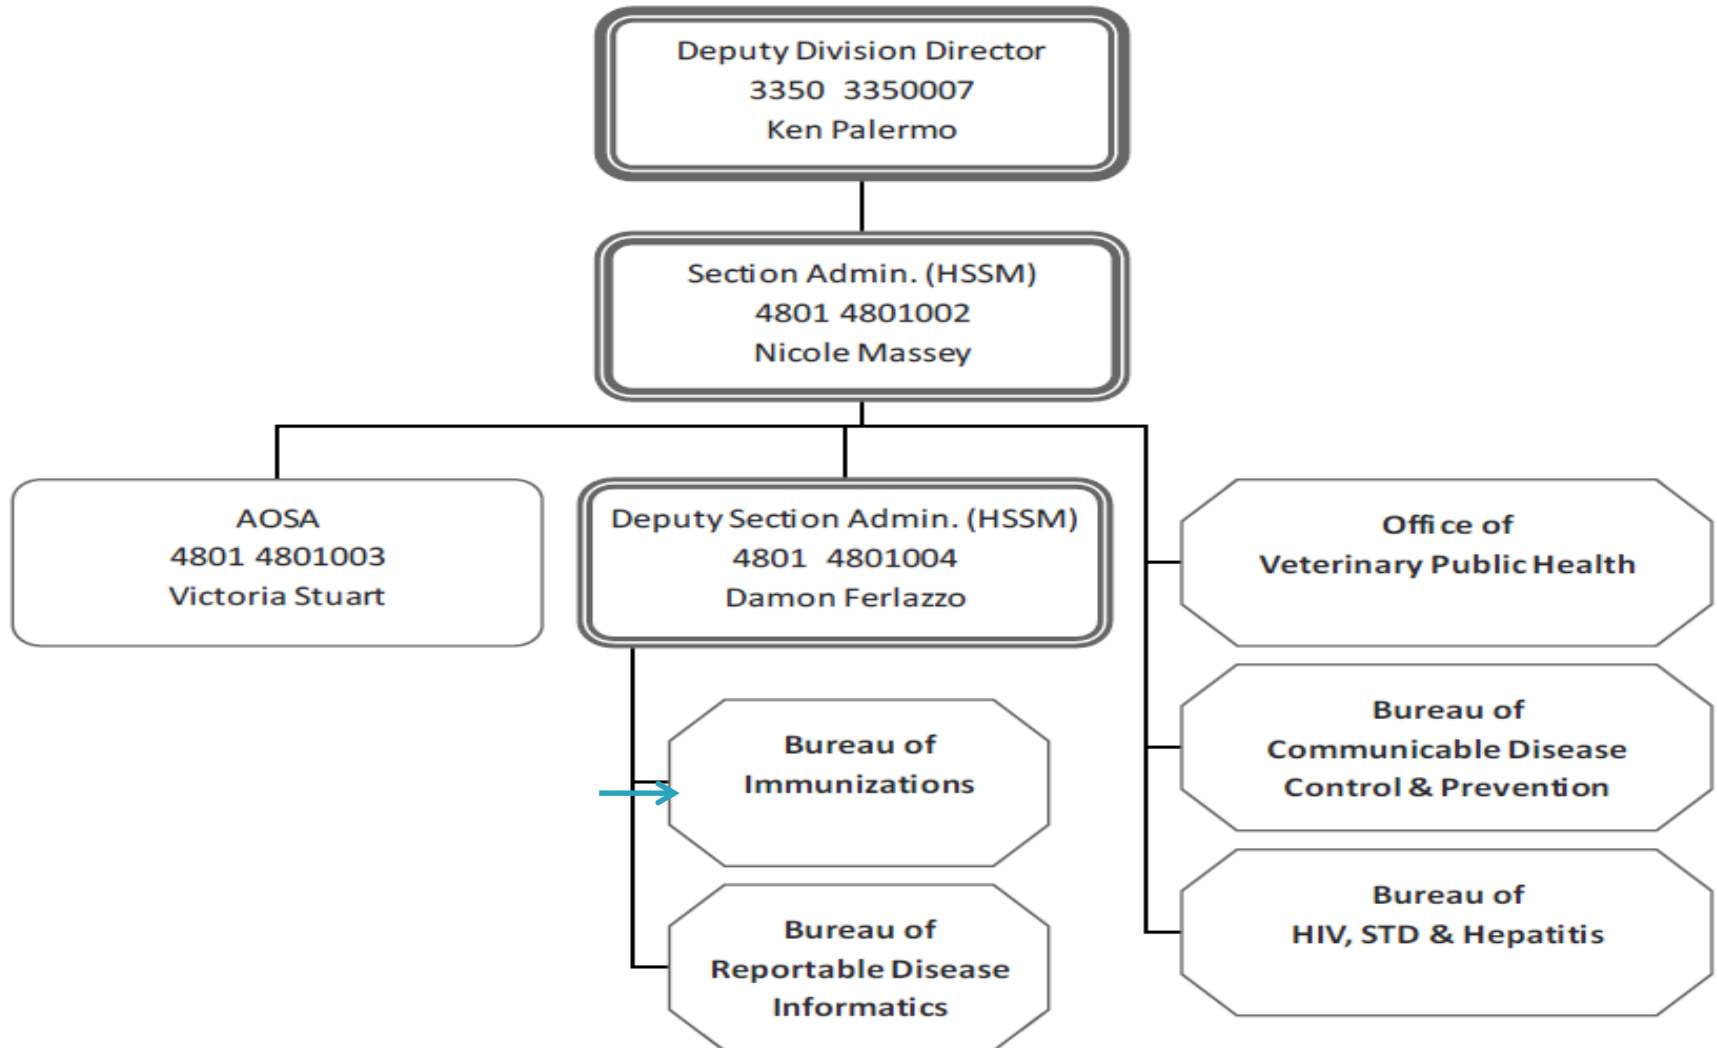 Deputy Division Director
3350  3350007
Ken Palermo
Section Admin. (HSSM)
4801 4801002
Nicole Massey
AOSA
4801 4801003
Victoria Stuart
Deputy Section Admin. (HSSM)
4801  4801004
Damon Ferlazzo
Office of
Veterinary Public Health
Bureau of
Immunizations
Bureau of
Communicable Disease
Control & Prevention
Bureau of
Reportable Disease
Informatics
Bureau of
HIV, STD & Hepatitis